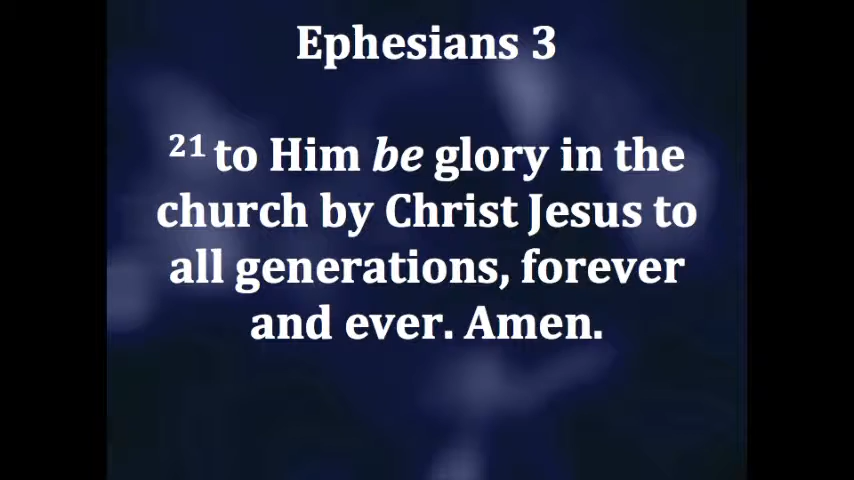 Ephesians 3
21 to Him be glory in the
church by Christ Jesus to
all generations, forever
and ever. Amen.